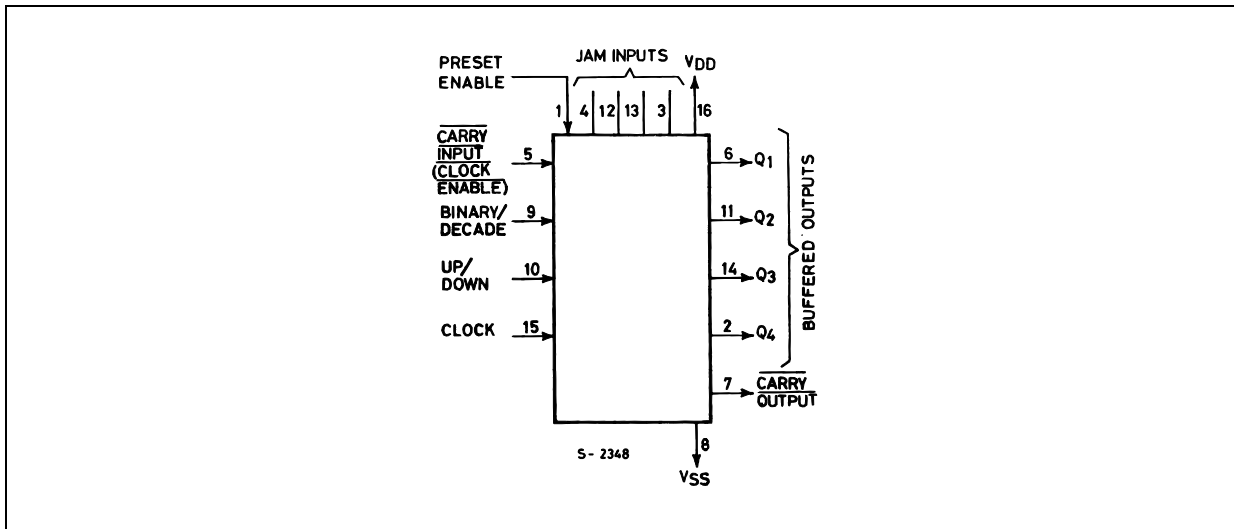 PRESET
ENABLE
JAM INPUTS
VDD
1
4
12
13
3
16
CARRY
INPUT
(CLOCK
ENABLE)
5
BINARY/
DECADE
9
UP/
DOWN
10
CLOCK
15
6
Q1
11
Q2
14
Q3
2
Q4
BUFFERED OUTPUTS
7
CARRY
OUTPUT
8
VSS
S- 2348